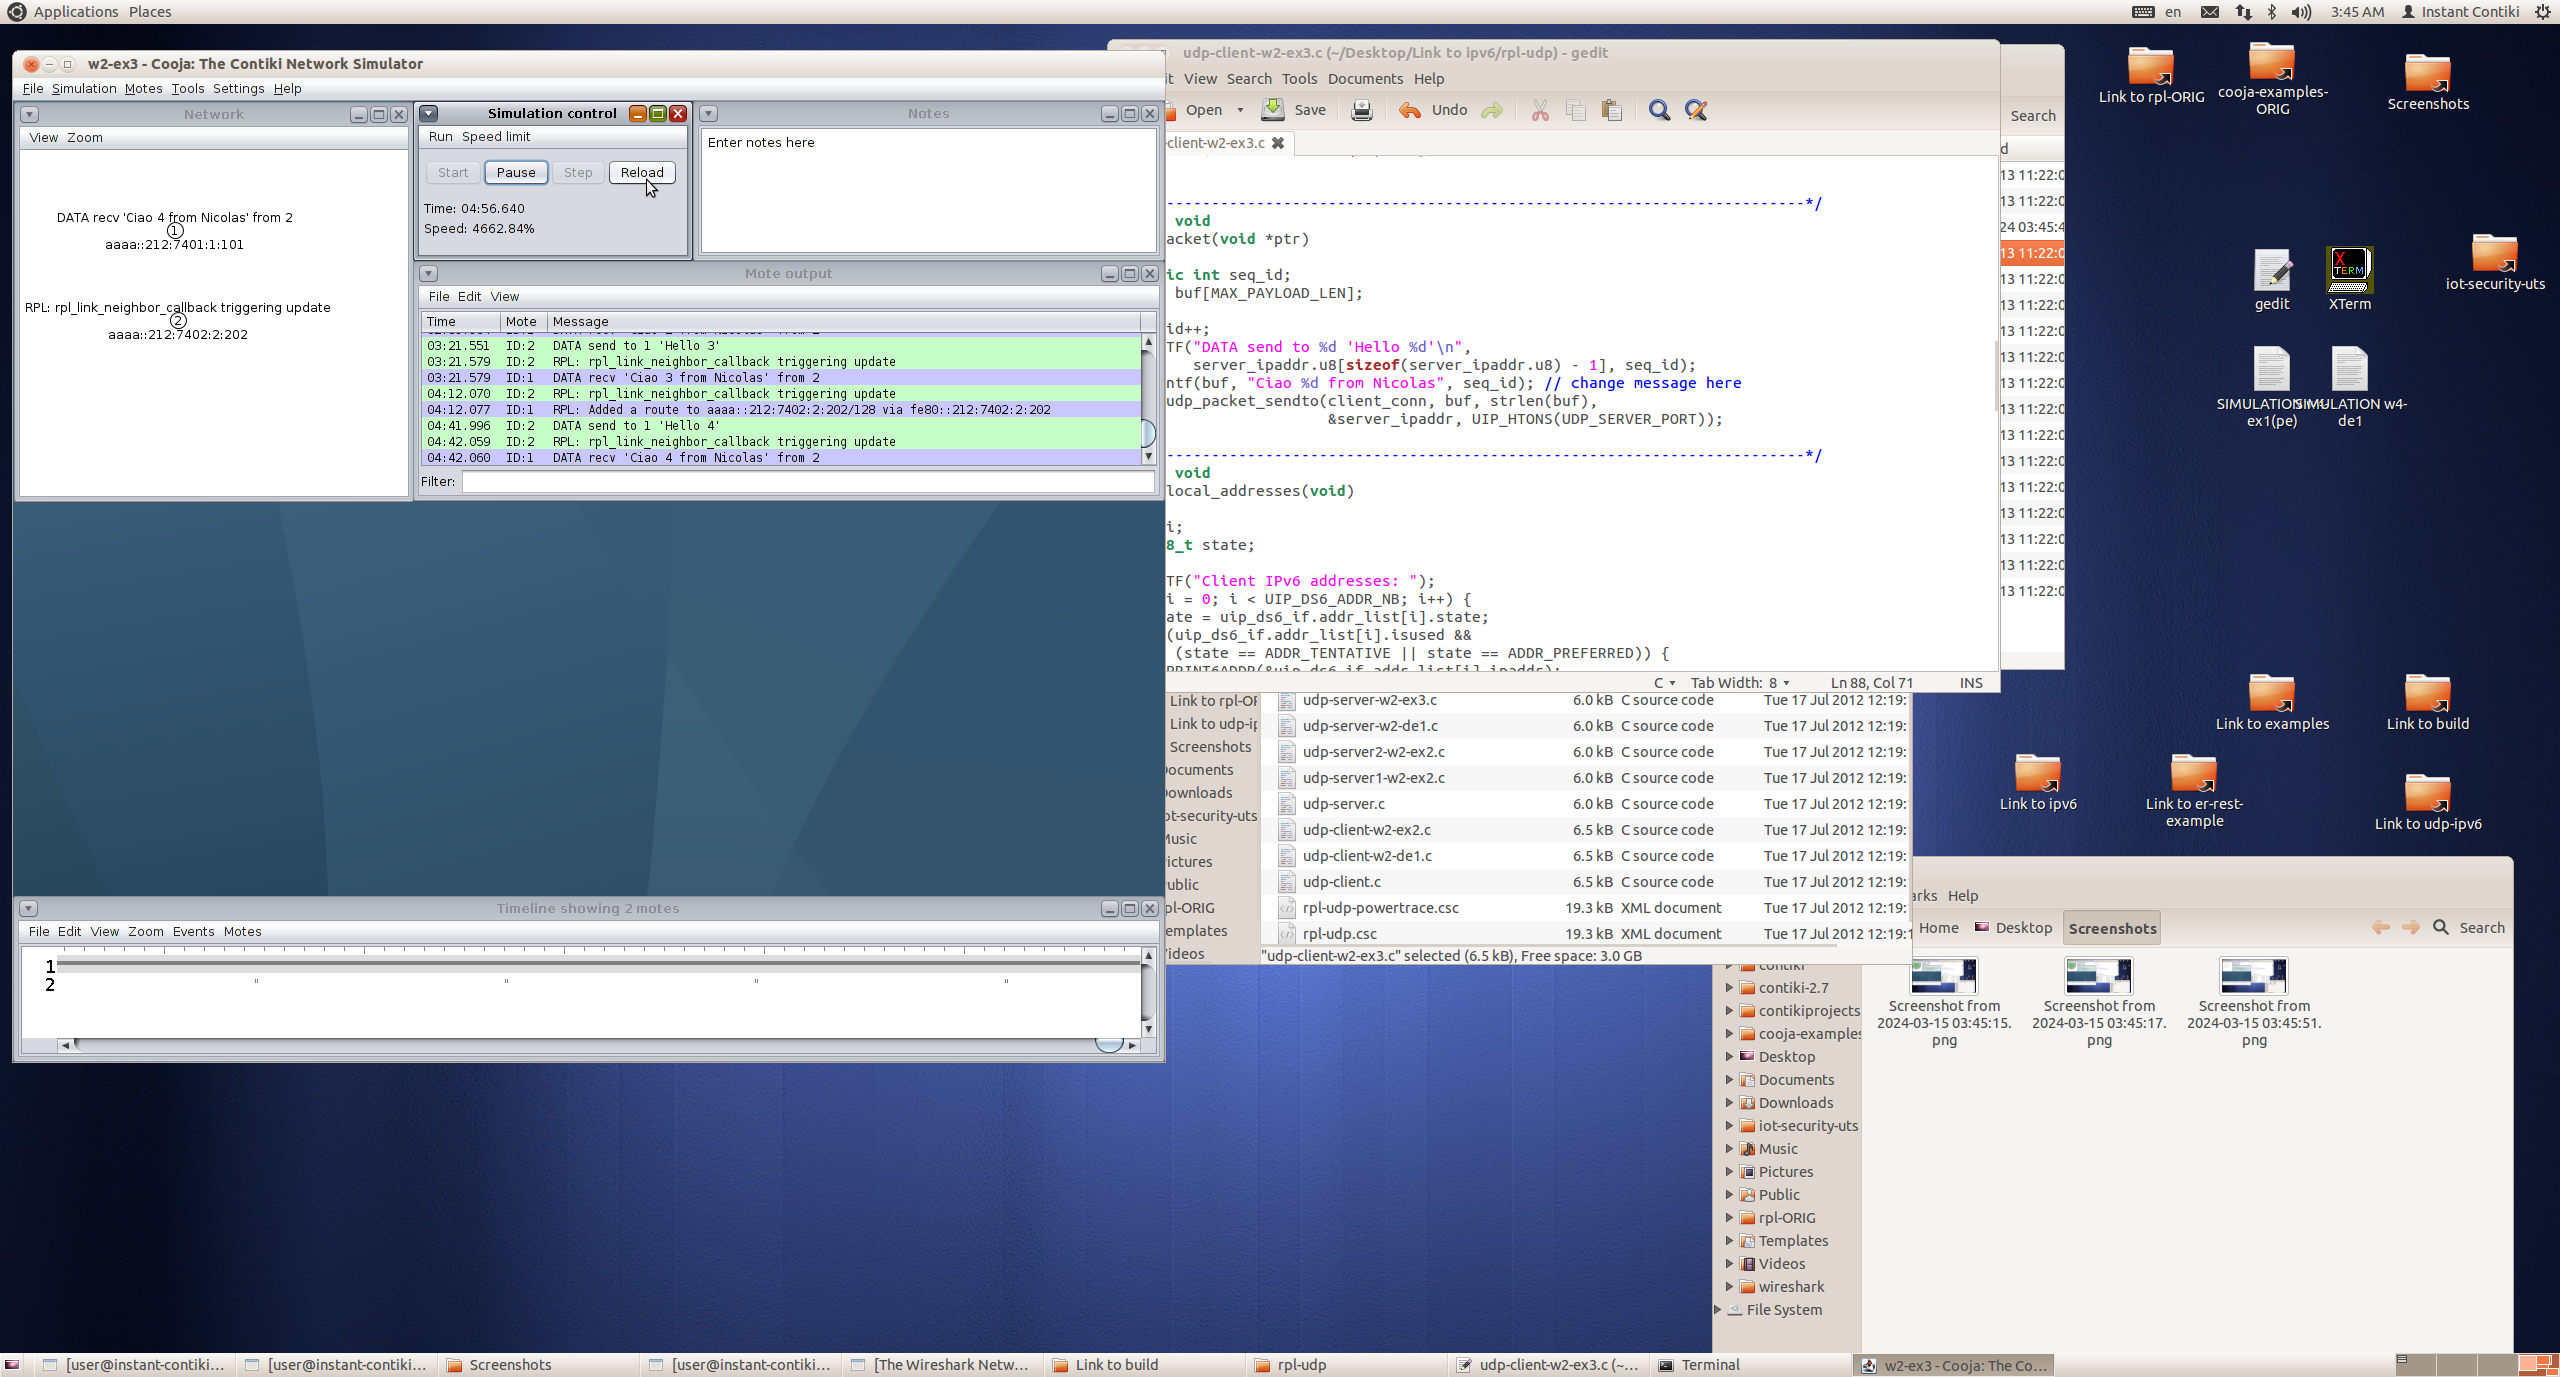 Applications Places
en 3:45 AM Instant Contiki
w2-ex3 - Cooja: The Contiki Network Simulator
File Simulation Motes Tools Settings Help
Network
View Zoom
DATA recv 'Ciao 4 from Nicolas' from 2
1
aaaa::212:7401:1:101
RPL: rpl_link_neighbor_callback triggering update
2
aaaa::212:7402:2:202
Simulation control
Run Speed limit
Start Pause Step Reload
Time: 04:56.640
Speed: 4662.84%
Notes
Enter notes here
Mote output
File Edit View
Time Mote Message
03:21.551 ID:2 DATA send to 1 'Hello 3'
03:21.579 ID:2 RPL: rpl_link_neighbor_callback triggering update
03:21.579 ID:1 DATA recv 'Ciao 3 from Nicolas' from 2
04:12.070 ID:2 RPL: rpl_link_neighbor_callback triggering update
04:12.077 ID:1 RPL: Added a route to aaaa::212:7402:2:202/128 via fe80::212:7402:2:202
04:41.996 ID:2 DATA send to 1 'Hello 4'
04:42.059 ID:2 RPL: rpl_link_neighbor_callback triggering update
04:42.060 ID:1 DATA recv 'Ciao 4 from Nicolas' from 2
Filter:
Timeline showing 2 motes
File Edit View Zoom Events Motes
1
2
udp-client-w2-ex3.c (~/Desktop/Link to ipv6/rpl-udp) - gedit
it View Search Tools Documents Help
Open Save Undo
-client-w2-ex3.c
---------------------------------------------------------------------*/
void
acket(void *ptr)
ic int seq_id;
buf[MAX_PAYLOAD_LEN];
id++;
TF("DATA send to %d 'Hello %d'\n",
server_ipaddr.u8[sizeof(server_ipaddr.u8) - 1], seq_id);
ntf(buf, "Ciao %d from Nicolas", seq_id); // change message here
udp_packet_sendto(client_conn, buf, strlen(buf),
&server_ipaddr, UIP_HTONS(UDP_SERVER_PORT));
---------------------------------------------------------------------*/
void
local_addresses(void)
i;
8_t state;
TF("Client IPv6 addresses: ");
i = 0; i < UIP_DS6_ADDR_NB; i++) {
ate = uip_ds6_if.addr_list[i].state;
(uip_ds6_if.addr_list[i].isused &&
(state == ADDR_TENTATIVE || state == ADDR_PREFERRED)) {
PRINT6ADDR(&uip_ds6_if.addr_list[i].ipaddr);
C Tab Width: 8 Ln 88, Col 71 INS
Search
d
13 11:22:0
13 11:22:0
24 03:45:4
13 11:22:0
13 11:22:0
13 11:22:0
13 11:22:0
13 11:22:0
13 11:22:0
13 11:22:0
13 11:22:0
13 11:22:0
13 11:22:0
13 11:22:0
13 11:22:0
13 11:22:0
13 11:22:0
Link to rpl-OR
Link to udp-ip
Screenshots
ocuments
ownloads
ot-security-uts
Music
ictures
ublic
pl-ORIG
emplates
ideos
udp-server-w2-ex3.c 6.0 kB C source code Tue 17 Jul 2012 12:19:
udp-server-w2-de1.c 6.0 kB C source code Tue 17 Jul 2012 12:19:
udp-server2-w2-ex2.c 6.0 kB C source code Tue 17 Jul 2012 12:19:
udp-server1-w2-ex2.c 6.0 kB C source code Tue 17 Jul 2012 12:19:
udp-server.c 6.0 kB C source code Tue 17 Jul 2012 12:19:
udp-client-w2-ex2.c 6.5 kB C source code Tue 17 Jul 2012 12:19:
udp-client-w2-de1.c 6.5 kB C source code Tue 17 Jul 2012 12:19:
udp-client.c 6.5 kB C source code Tue 17 Jul 2012 12:19:
rpl-udp-powertrace.csc 19.3 kB XML document Tue 17 Jul 2012 12:19:
rpl-udp.csc 19.3 kB XML document Tue 17 Jul 2012 12:19:1
"udp-client-w2-ex3.c" selected (6.5 kB), Free space: 3.0 GB
Link to rpl-ORIG
cooja-examples-
ORIG
Screenshots
gedit
XTERM
XTerm
iot-security-uts
SIMULATION
ex1(pe)
SIMULATION w4-
de1
Link to examples
Link to build
Link to ipv6
Link to er-rest-
example
Link to udp-ipv6
arks Help
Home Desktop Screenshots Search
contiki
contiki-2.7
contikiprojects
cooja-examples
Desktop
Documents
Downloads
iot-security-uts
Music
Pictures
Public
rpl-ORIG
Templates
Videos
wireshark
File System
Screenshot from
2024-03-15 03:45:15.
png
Screenshot from
2024-03-15 03:45:17.
png
Screenshot from
2024-03-15 03:45:51.
png
[user@instant-contiki... [user@instant-contiki... Screenshots [user@instant-contiki... [The Wireshark Netw... Link to build rpl-udp udp-client-w2-ex3.c (~... Terminal w2-ex3 - Cooja: The Co...